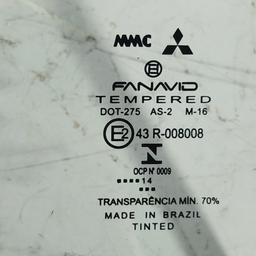 MMC
FANAVID
TEMPERED
DOT-275 AS-2 M-16
E2 43 R-008008
N
OCP Nº 0009
14
TRANSPARÊNCIA MÍN. 70%
MADE IN BRAZIL
TINTED